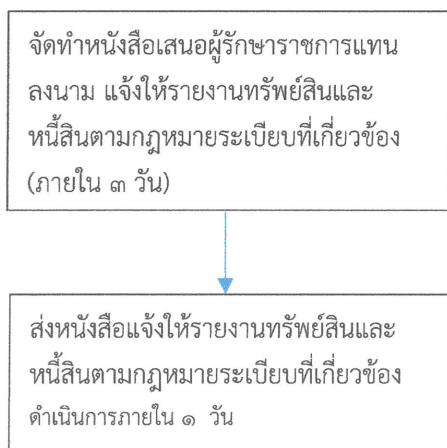 จัดทำหนังสือเสนอผู้รักษาราชการแทน
ลงนาม แจ้งให้รายงานทรัพย์สินและ
หนี้สินตามกฎหมายระเบียบที่เกี่ยวข้อง
(ภายใน ๓ วัน)
ส่งหนังสือแจ้งให้รายงานทรัพย์สินและ
หนี้สินตามกฎหมายระเบียบที่เกี่ยวข้อง
ดำเนินการภายใน ๑ วัน